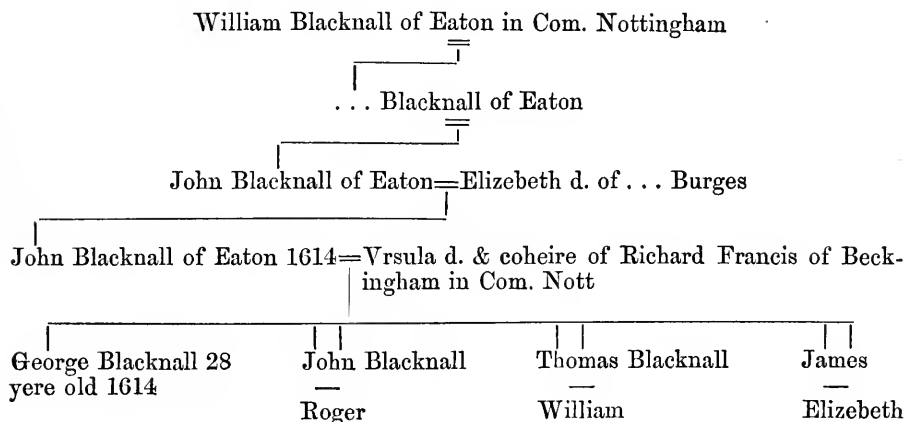 William Blacknall of Eaton in Com. Nottingham
. . . Blacknall of Eaton
John Blacknall of Eaton=Elizebeth d. of . . . Burges
John Blacknall of Eaton 1614=Vrsula d. & coheire of Richard Francis of Beck-
ingham in Com. Nott
George Blacknall 28 John Blacknall Thomas Blacknall James
yere old 1614
Roger William Elizebeth